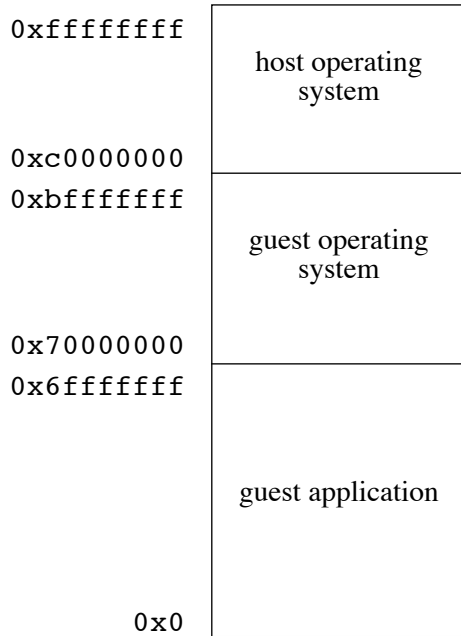 0xffffffff
host operating
system
0xc0000000
0xbfffffff
guest operating
system
0x70000000
0x6fffffff
guest application
0x0